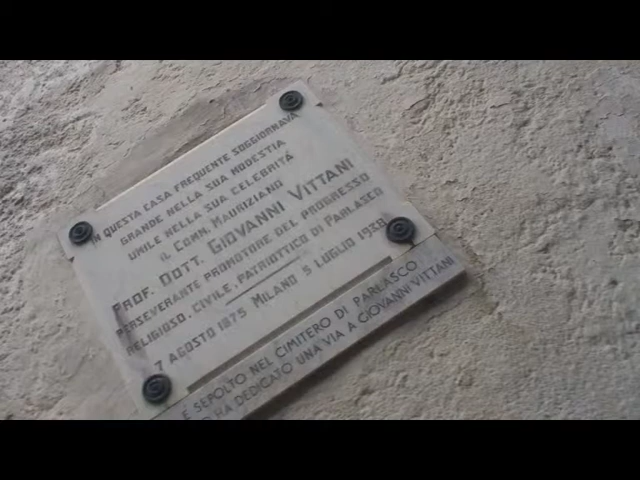 IN QUESTA CASA FREQUENTE SOGGIORNAVA
GRANDE NELLA SUA MODESTIA
UMILE NELLA SUA CELEBRITÀ
IL COMM. MAURIZIANO
PROF. DOTT. GIOVANNI VITTANI
PERSEVERANTE PROMOTORE DEL PROGRESSO
RELIGIOSO, CIVILE, PATRIOTTICO DI PARLASCO
7 AGOSTO 1875 MILANO 5 LUGLIO 1938
È SEPOLTO NEL CIMITERO DI PARLASCO
HA DEDICATO UNA VIA A GIOVANNI VITTANI